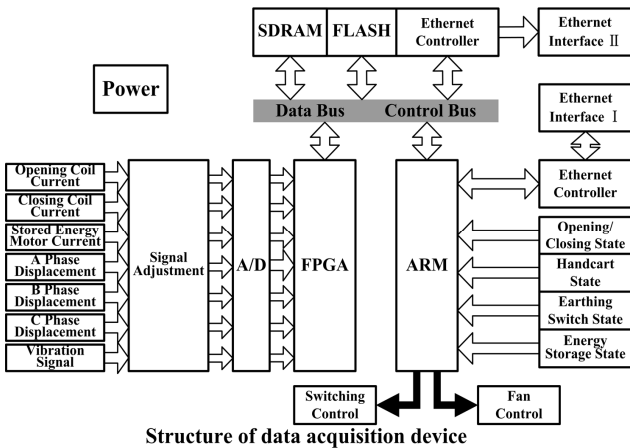 SDRAM
FLASH
Ethernet
Controller
Ethernet
Interface Ⅱ
Power
Data Bus
Control Bus
Ethernet
Interface Ⅰ
Opening Coil
Current
Closing Coil
Current
Stored Energy
Motor Current
A Phase
Displacement
B Phase
Displacement
C Phase
Displacement
Vibration
Signal
Signal
Adjustment
A/D
FPGA
ARM
Ethernet
Controller
Opening/
Closing State
Handcart
State
Earthing
Switch State
Energy
Storage State
Switching
Control
Fan
Control
Structure of data acquisition device